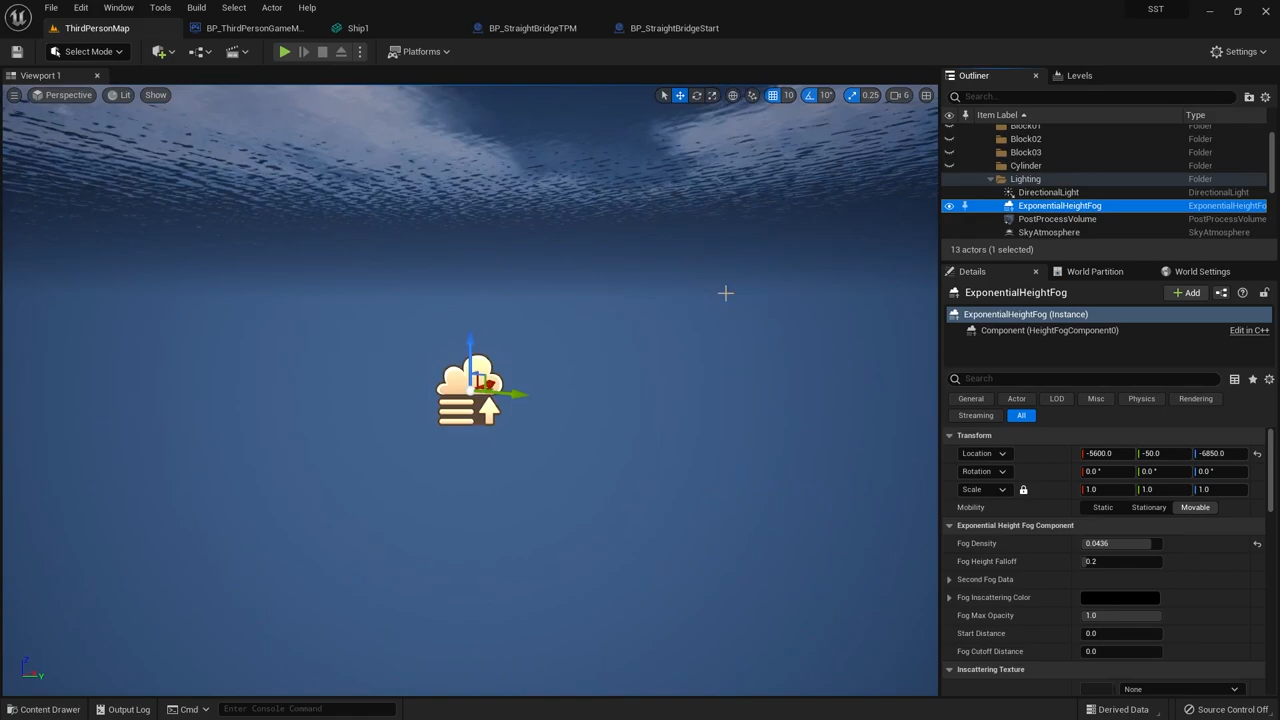 File Edit Window Tools Build Select Actor Help SST
ThirdPersonMap BP_ThirdPersonGameM... Ship1 BP_StraightBridgeTPM BP_StraightBridgeStart
Select Mode Platforms Settings
Viewport 1 Outliner Levels
Perspective Lit Show 10 10° 0.25 6 Search...
Item Label Type
Block01 Folder
Block02 Folder
Block03 Folder
Cylinder Folder
Lighting Folder
DirectionalLight DirectionalLight
ExponentialHeightFog ExponentialHeightFo
PostProcessVolume PostProcessVolume
SkyAtmosphere SkyAtmosphere
13 actors (1 selected)
Details World Partition World Settings
ExponentialHeightFog Add
ExponentialHeightFog (Instance)
Component (HeightFogComponent0) Edit in C++
Search
General Actor LOD Misc Physics Rendering
Streaming All
Transform
Location -5600.0 -50.0 -6850.0
Rotation 0.0 ° 0.0 ° 0.0 °
Scale 1.0 1.0 1.0
Mobility Static Stationary Movable
Exponential Height Fog Component
Fog Density 0.0436
Fog Height Falloff 0.2
Second Fog Data
Fog Inscattering Color
Fog Max Opacity 1.0
Start Distance 0.0
Fog Cutoff Distance 0.0
Inscattering Texture
None
Z
Y
Content Drawer Output Log Cmd Enter Console Command Derived Data Source Control Off